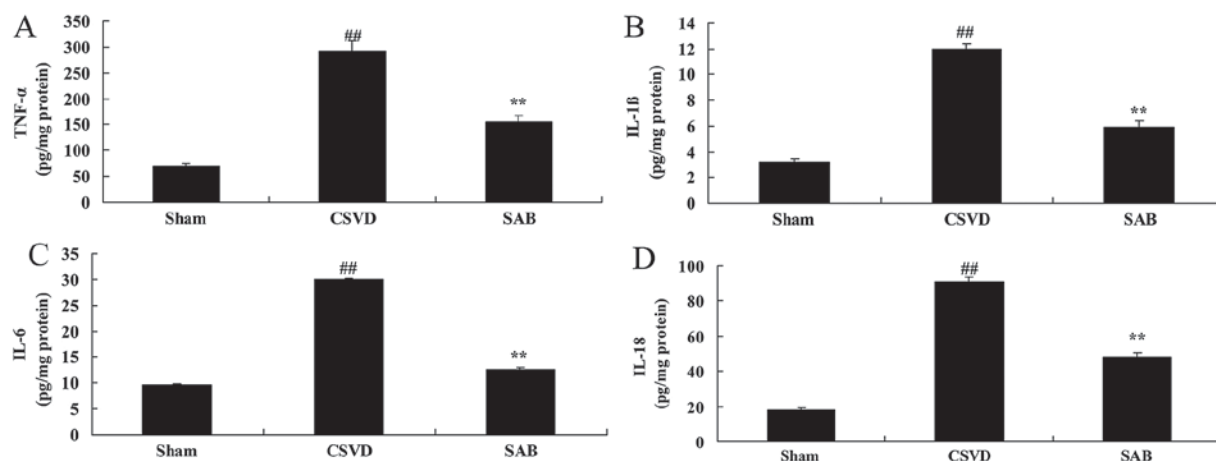 A
TNF-α
(pg/mg protein)
350
300
250
200
150
100
50
0
##
**
Sham CSVD SAB
B
IL-1ß
(pg/mg protein)
14
12
10
8
6
4
2
0
##
**
Sham CSVD SAB
C
IL-6
(pg/mg protein)
35
30
25
20
15
10
5
0
##
**
Sham CSVD SAB
D
IL-18
(pg/mg protein)
100
80
60
40
20
0
##
**
Sham CSVD SAB